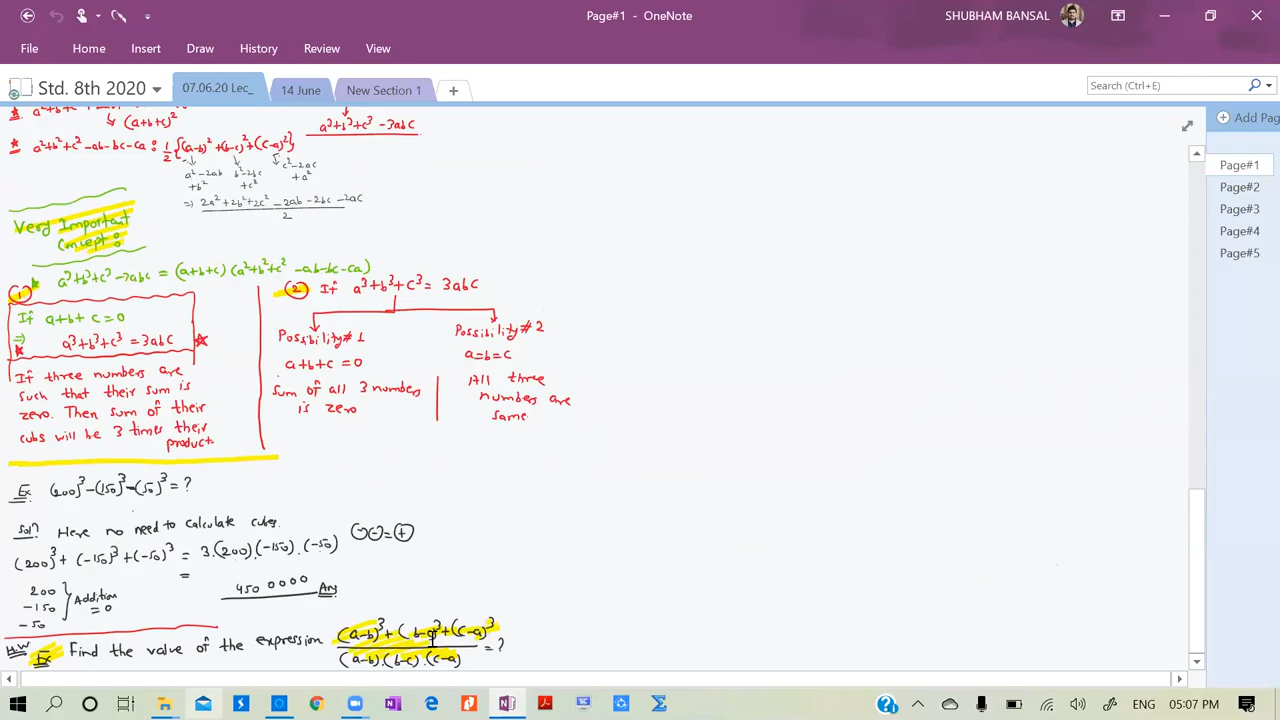 Page#1 - OneNote
SHUBHAM BANSAL
File Home Insert Draw History Review View
Std. 8th 2020
07.06.20 Lec_
14 June
New Section 1
+
Search (Ctrl+E)
Add Pag
Page#1
Page#2
Page#3
Page#4
Page#5
(a+b+c)²
a³+b³+c³ -3abc
* a²+b²+c² -ab-bc-ca : 1/2 {(a-b)²+(b-c)²+(c-a)²}
a²-2ab +b²
b²-2bc +c²
c²-2ac +a²
=> 2a²+2b²+2c² -2ab -2bc -2ac
2
Very Important
Concept :
* a³+b³+c³ -3abc = (a+b+c) (a²+b²+c² -ab-bc-ca)
1
If a+b+c=0
=> a³+b³+c³ =3abc
If three numbers are
such that their sum is
zero. Then sum of their
cubs will be 3 times their
product
2 If a³+b³+c³ = 3abc
Possibility # 1
a+b+c =0
Sum of all 3 numbers
is zero
Possibility # 2
a=b=c
All three
numbers are
same.
Ex (200)³-(150)³-(50)³=?
Solⁿ Here no need to calculate cubes.
(-)(-)=(+)
(200)³+ (-150)³+(-50)³ = 3.(200).(-150).(-50)
= 4500000 Ans
200
-150
-50
Addition
=0
H.W
Ex Find the value of the expression (a-b)³+(b-c)³+(c-a)³ = ?
(a-b).(b-c).(c-a)
ENG
05:07 PM